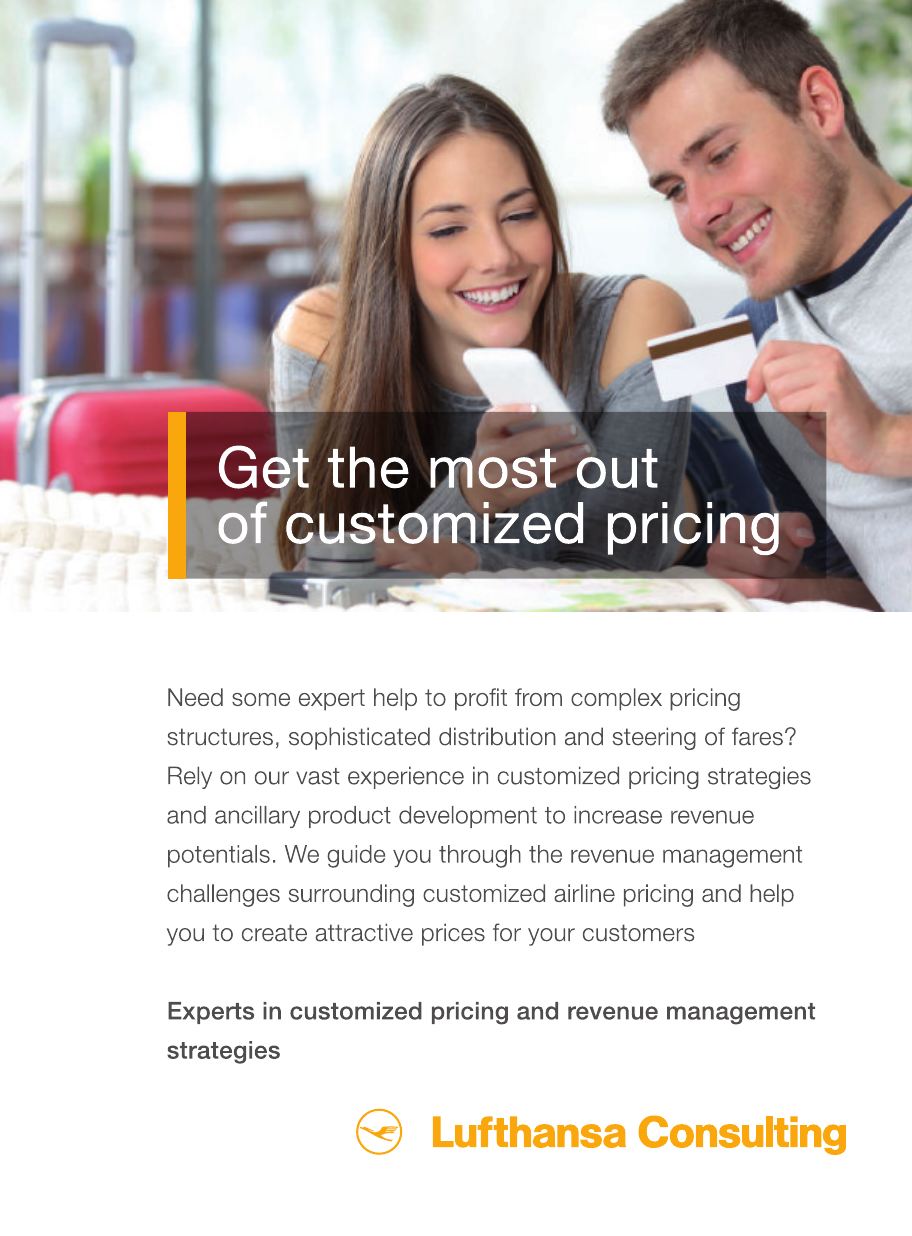 Get the most out
of customized pricing
Need some expert help to profit from complex pricing
structures, sophisticated distribution and steering of fares?
Rely on our vast experience in customized pricing strategies
and ancillary product development to increase revenue
potentials. We guide you through the revenue management
challenges surrounding customized airline pricing and help
you to create attractive prices for your customers
Experts in customized pricing and revenue management
strategies
Lufthansa Consulting